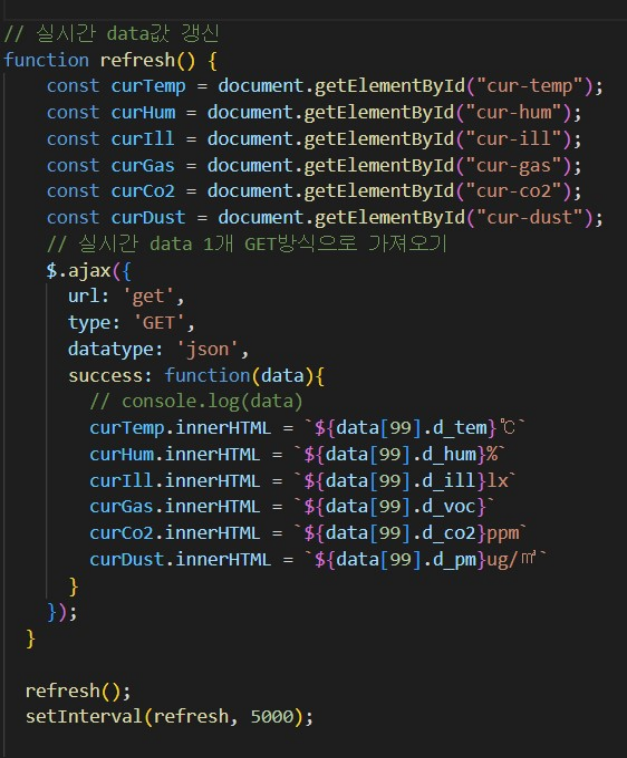 // 실시간 data값 갱신
function refresh() {
    const curTemp = document.getElementById("cur-temp");
    const curHum = document.getElementById("cur-hum");
    const curIll = document.getElementById("cur-ill");
    const curGas = document.getElementById("cur-gas");
    const curCo2 = document.getElementById("cur-co2");
    const curDust = document.getElementById("cur-dust");
    // 실시간 data 1개 GET방식으로 가져오기
    $.ajax({
      url: 'get',
      type: 'GET',
      datatype: 'json',
      success: function(data){
        // console.log(data)
        curTemp.innerHTML = `${data[99].d_tem}℃`
        curHum.innerHTML = `${data[99].d_hum}%`
        curIll.innerHTML = `${data[99].d_ill}lx`
        curGas.innerHTML = `${data[99].d_voc}`
        curCo2.innerHTML = `${data[99].d_co2}ppm`
        curDust.innerHTML = `${data[99].d_pm}ug/㎥`
      }
    });
  }
  refresh();
  setInterval(refresh, 5000);